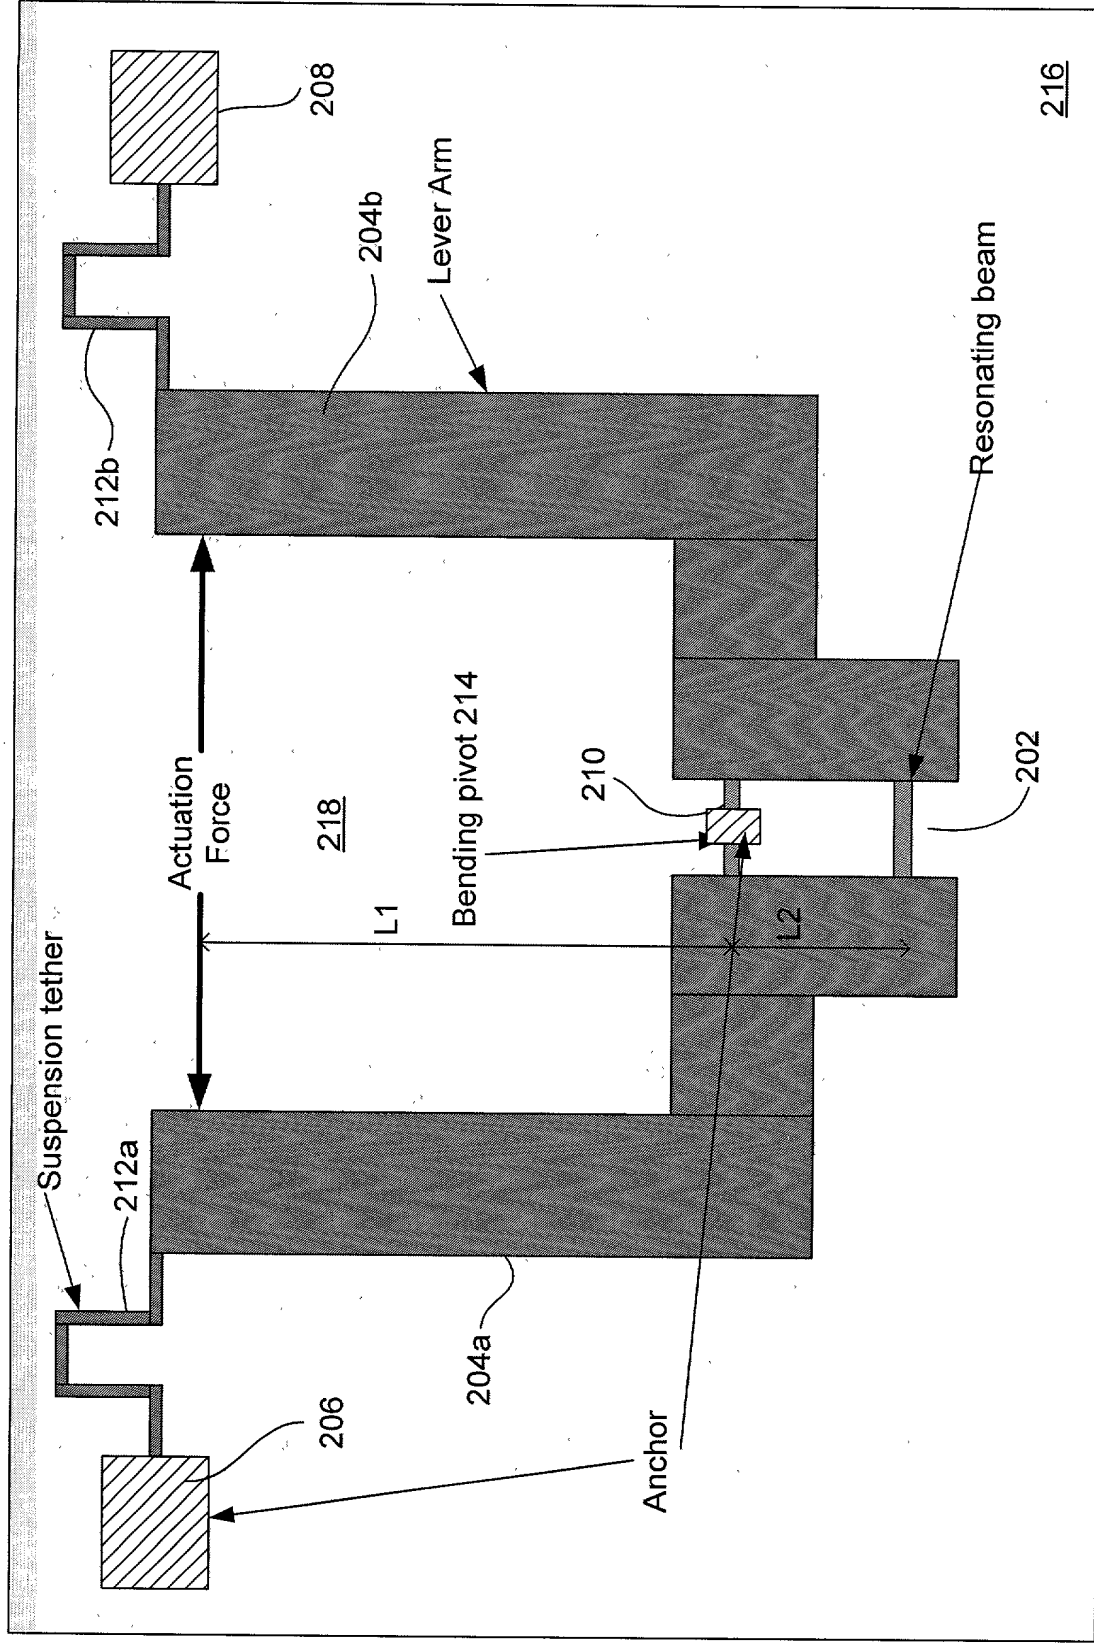 Suspension tether
212a
206
Anchor
204a
Actuation
Force
218
L1
Bending pivot 214
210
L2
202
Resonating beam
212b
204b
Lever Arm
208
216